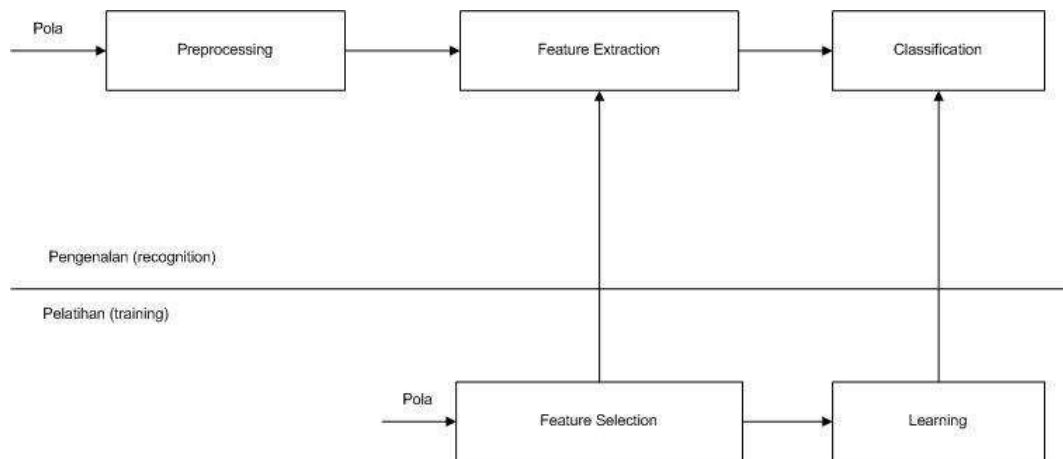 Pola
Preprocessing
Feature Extraction
Classification
Pengenalan (recognition)
Pelatihan (training)
Pola
Feature Selection
Learning